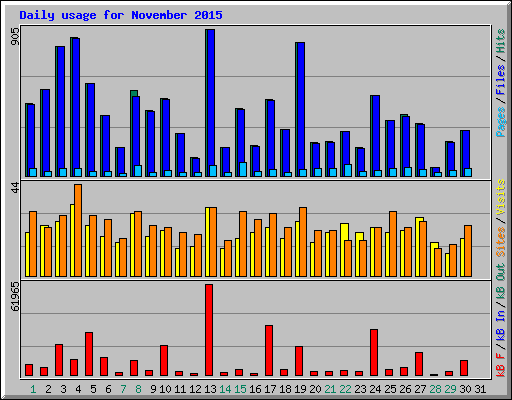 Daily usage for November 2015
905
Pages / Files / Hits
44
Sites / Visits
61965
kB F / kB In / kB Out
1 2 3 4 5 6 7 8 9 10 11 12 13 14 15 16 17 18 19 20 21 22 23 24 25 26 27 28 29 30 31